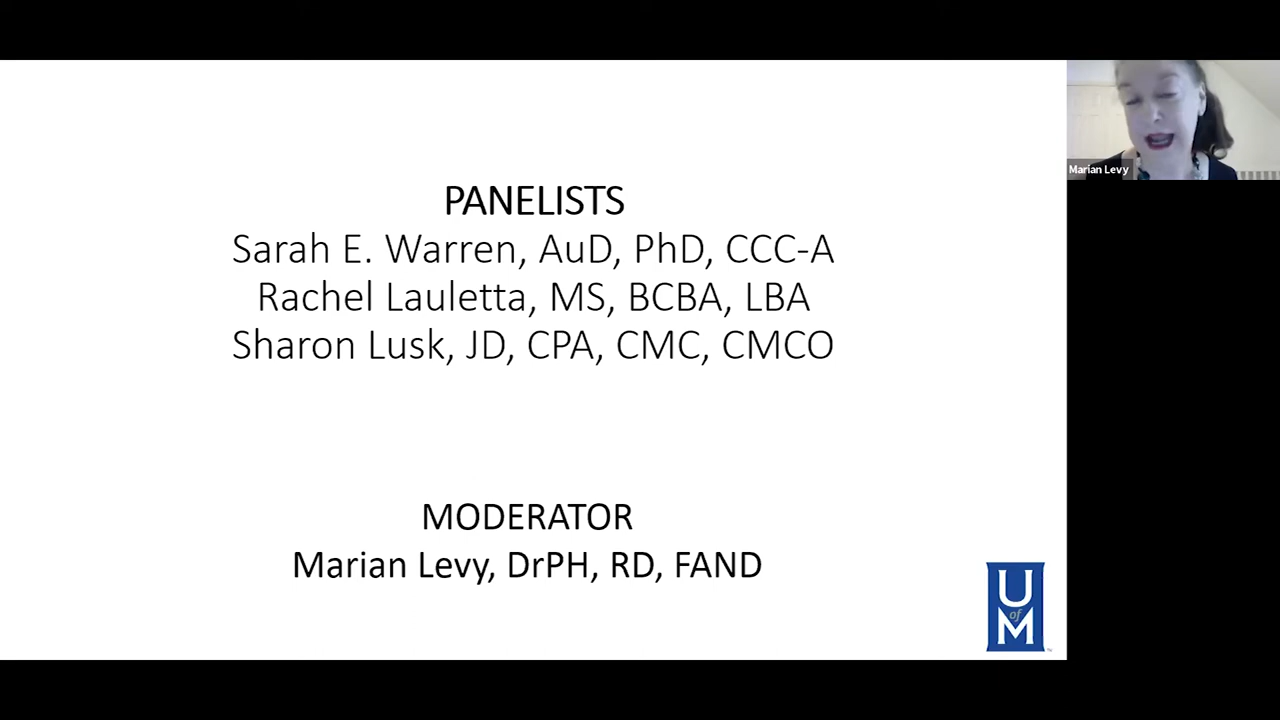 PANELISTS
Sarah E. Warren, AuD, PhD, CCC-A
Rachel Lauletta, MS, BCBA, LBA
Sharon Lusk, JD, CPA, CMC, CMCO
MODERATOR
Marian Levy, DrPH, RD, FAND
Marian Levy
U
of
M